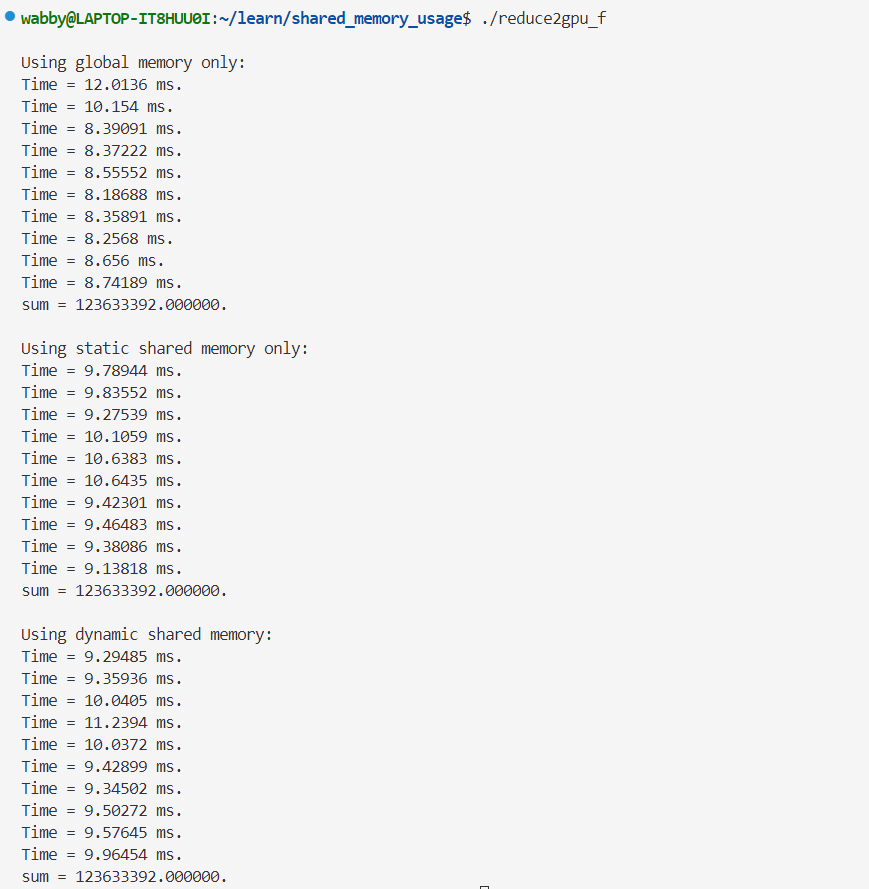 wabby@LAPTOP-IT8HUU0I:~/learn/shared_memory_usage$ ./reduce2gpu_f
Using global memory only:
Time = 12.0136 ms.
Time = 10.154 ms.
Time = 8.39091 ms.
Time = 8.37222 ms.
Time = 8.55552 ms.
Time = 8.18688 ms.
Time = 8.35891 ms.
Time = 8.2568 ms.
Time = 8.656 ms.
Time = 8.74189 ms.
sum = 123633392.000000.
Using static shared memory only:
Time = 9.78944 ms.
Time = 9.83552 ms.
Time = 9.27539 ms.
Time = 10.1059 ms.
Time = 10.6383 ms.
Time = 10.6435 ms.
Time = 9.42301 ms.
Time = 9.46483 ms.
Time = 9.38086 ms.
Time = 9.13818 ms.
sum = 123633392.000000.
Using dynamic shared memory:
Time = 9.29485 ms.
Time = 9.35936 ms.
Time = 10.0405 ms.
Time = 11.2394 ms.
Time = 10.0372 ms.
Time = 9.42899 ms.
Time = 9.34502 ms.
Time = 9.50272 ms.
Time = 9.57645 ms.
Time = 9.96454 ms.
sum = 123633392.000000.